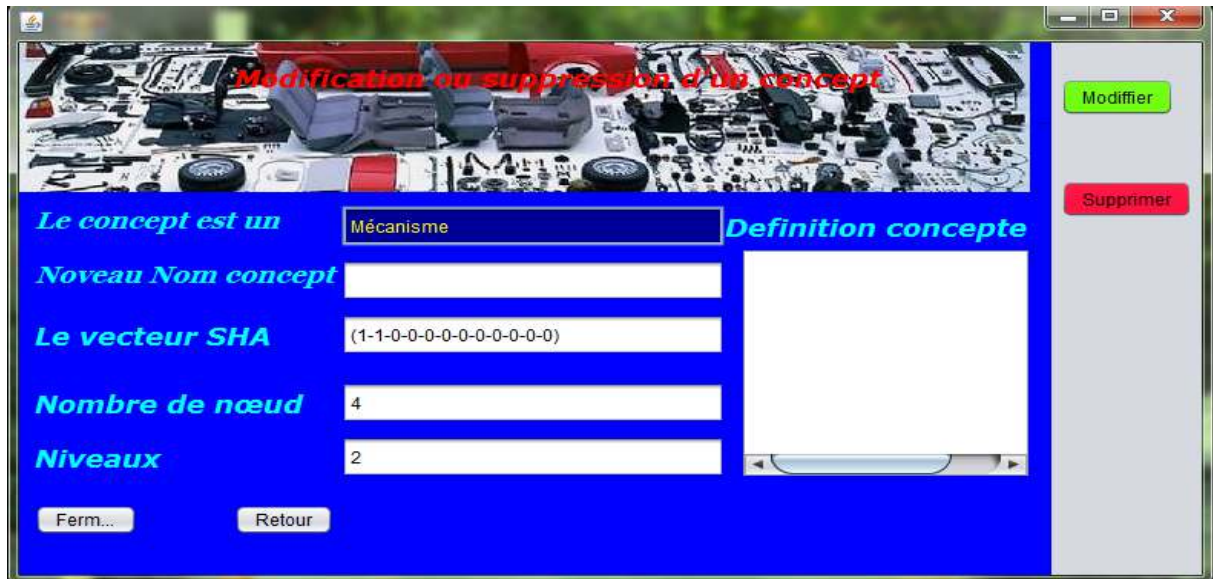 Modification ou suppression d'un concept
Modiffier
Supprimer
Le concept est un
Mécanisme
Definition concepte
Noveau Nom concept
Le vecteur SHA
(1-1-0-0-0-0-0-0-0-0-0-0)
Nombre de nœud
4
Niveaux
2
Ferm...
Retour